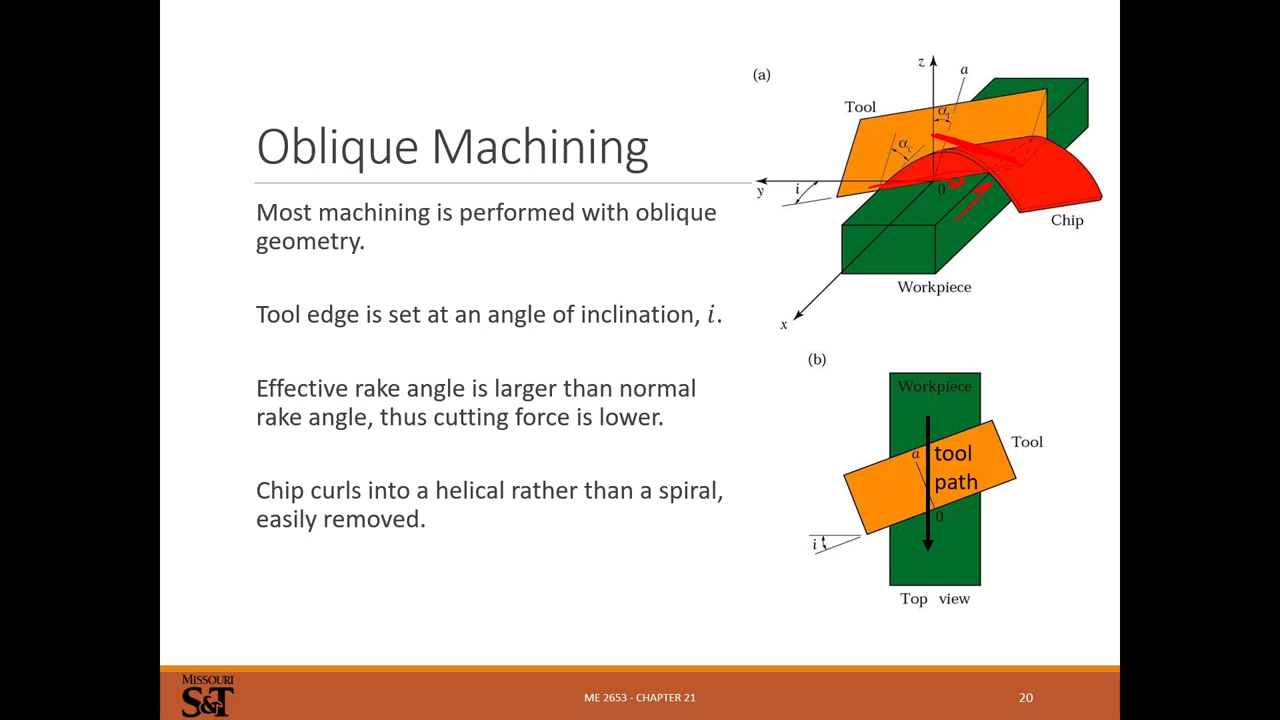 Oblique Machining
Most machining is performed with oblique
geometry.
Tool edge is set at an angle of inclination, i.
Effective rake angle is larger than normal
rake angle, thus cutting force is lower.
Chip curls into a helical rather than a spiral,
easily removed.
(a)
z
a
Tool
αt
αc
y
i
0
Chip
Workpiece
x
(b)
Workpiece
Tool
a
tool
path
0
i
Top view
MISSOURI
S&T
ME 2653 - CHAPTER 21
20